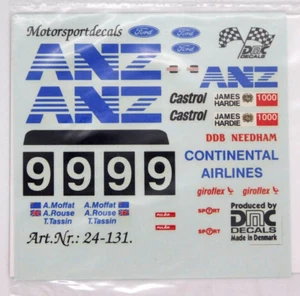 Motorsportdecals
Ford
Ford
Ford
Ford
DMC
DECALS
ANZ
ANZ
ANZ
Castrol
JAMES
HARDIE
1000
Castrol
JAMES
HARDIE
1000
DDB NEEDHAM
9 9 9 9
CONTINENTAL
AIRLINES
giroflex
giroflex
A.Moffat
A.Rouse
T.Tassin
A.Moffat
A.Rouse
T.Tassin
SPORT
SPORT
Produced by
DMC
DECALS
Made in Denmark
Art.Nr.: 24-131.